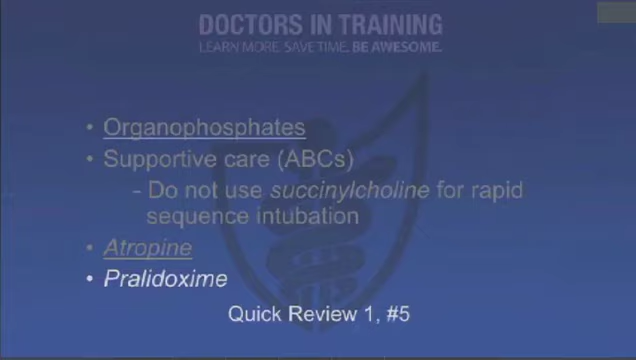 DOCTORS IN TRAINING
LEARN MORE. SAVE TIME. BE AWESOME.
• Organophosphates
• Supportive care (ABCs)
- Do not use succinylcholine for rapid
sequence intubation
• Atropine
• Pralidoxime
Quick Review 1, #5